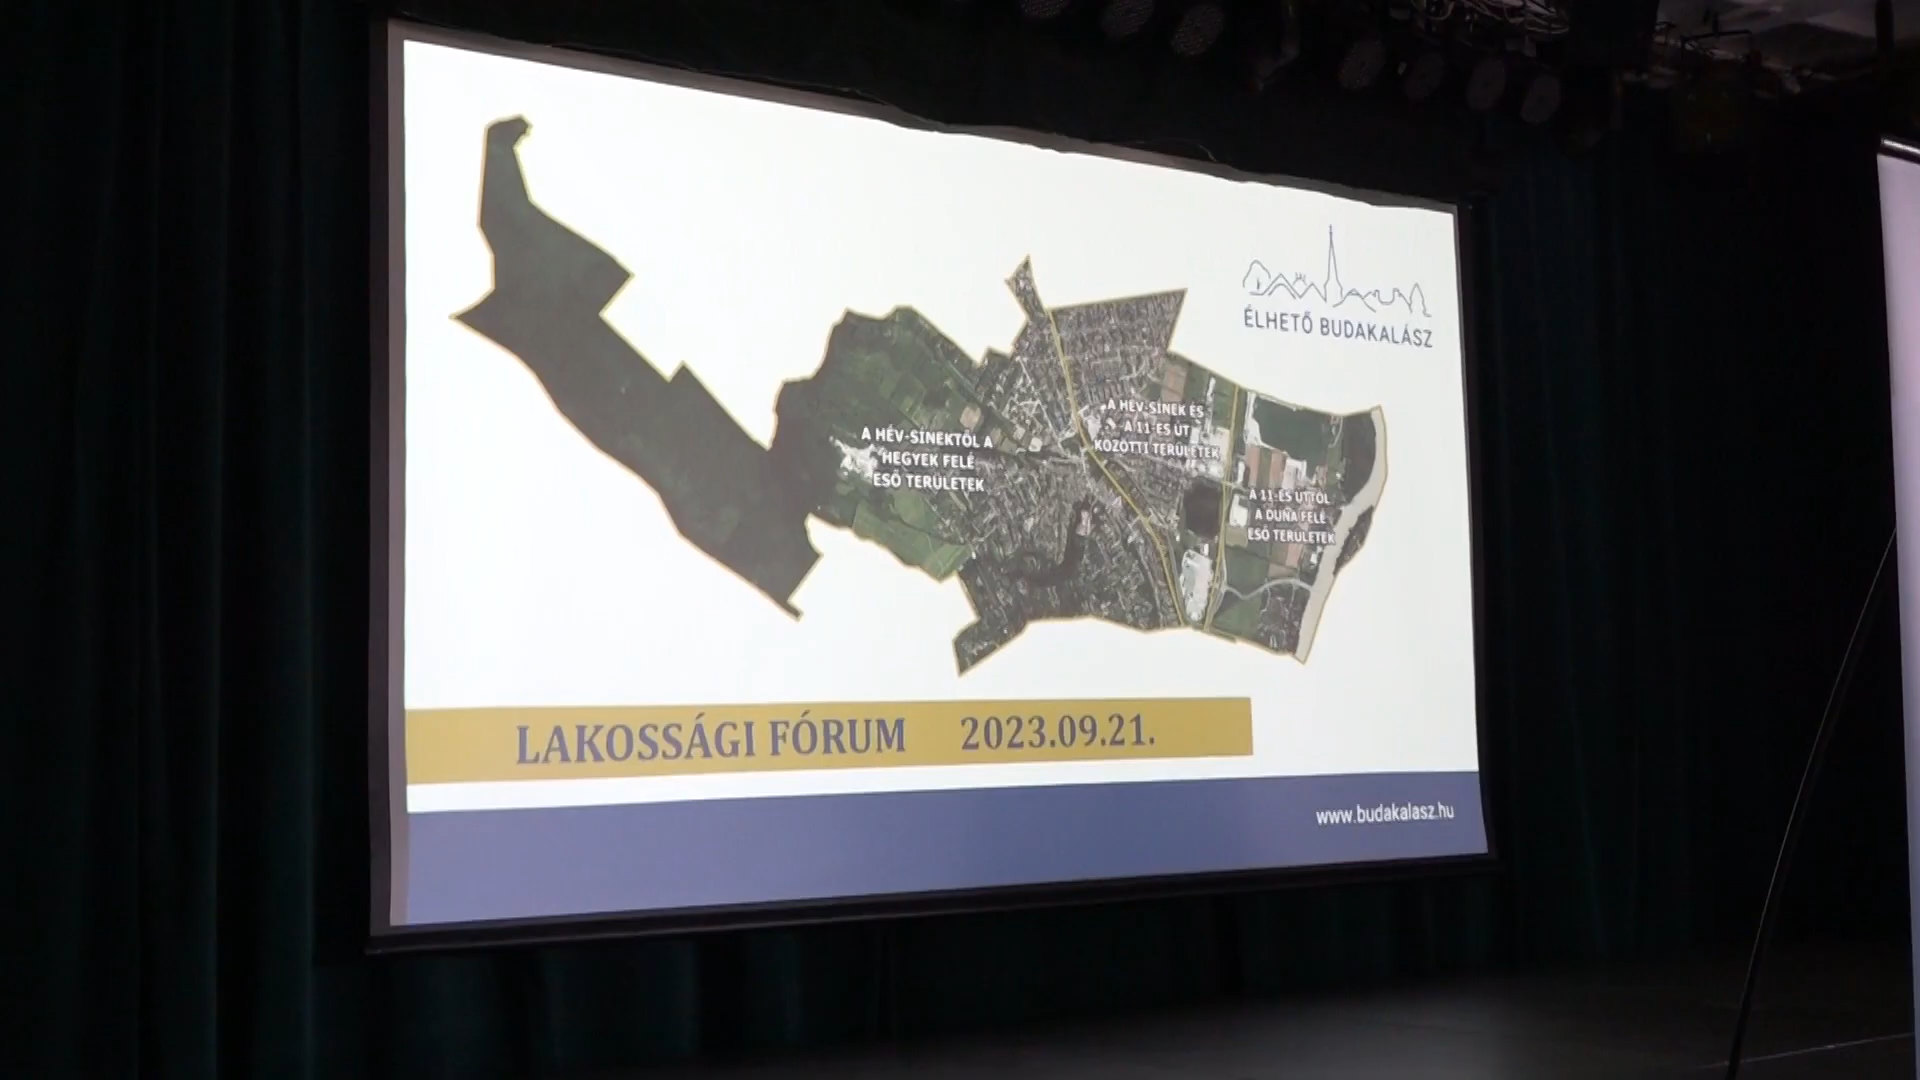 ÉLHETŐ BUDAKALÁSZ
A HÉV-SÍNEKTŐL A
HEGYEK FELÉ
ESŐ TERÜLETEK
A HÉV-SÍNEK ÉS
A 11-ES ÚT
KÖZÖTTI TERÜLETEK
A 11-ES ÚTTÓL
A DUNA FELÉ
ESŐ TERÜLETEK
LAKOSSÁGI FÓRUM 2023.09.21.
www.budakalasz.hu